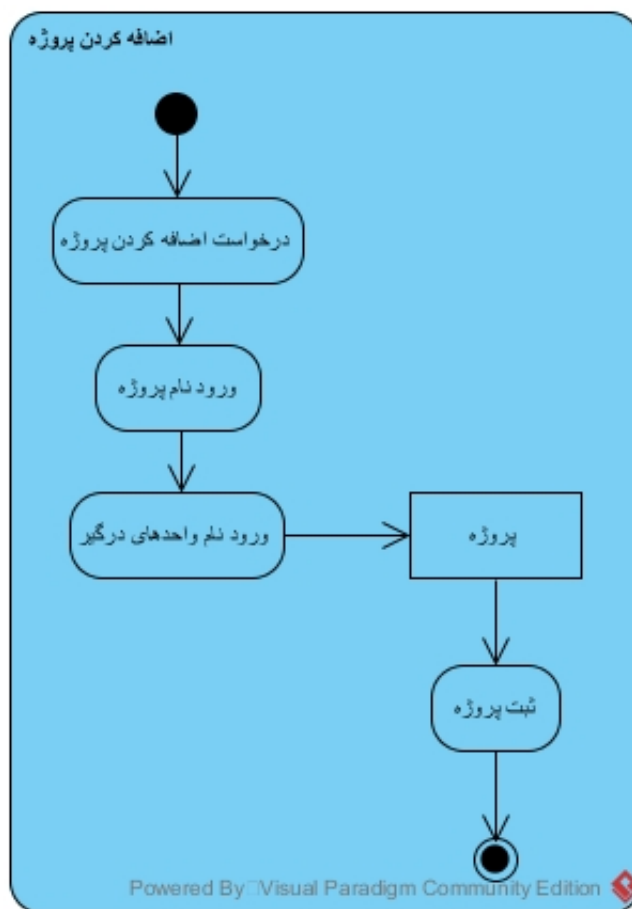 اضافه کردن پروژه
درخواست اضافه کردن پروژه
ورود نام پروژه
ورود نام واحدهای درگیر
پروژه
ثبت پروژه
Powered By Visual Paradigm Community Edition